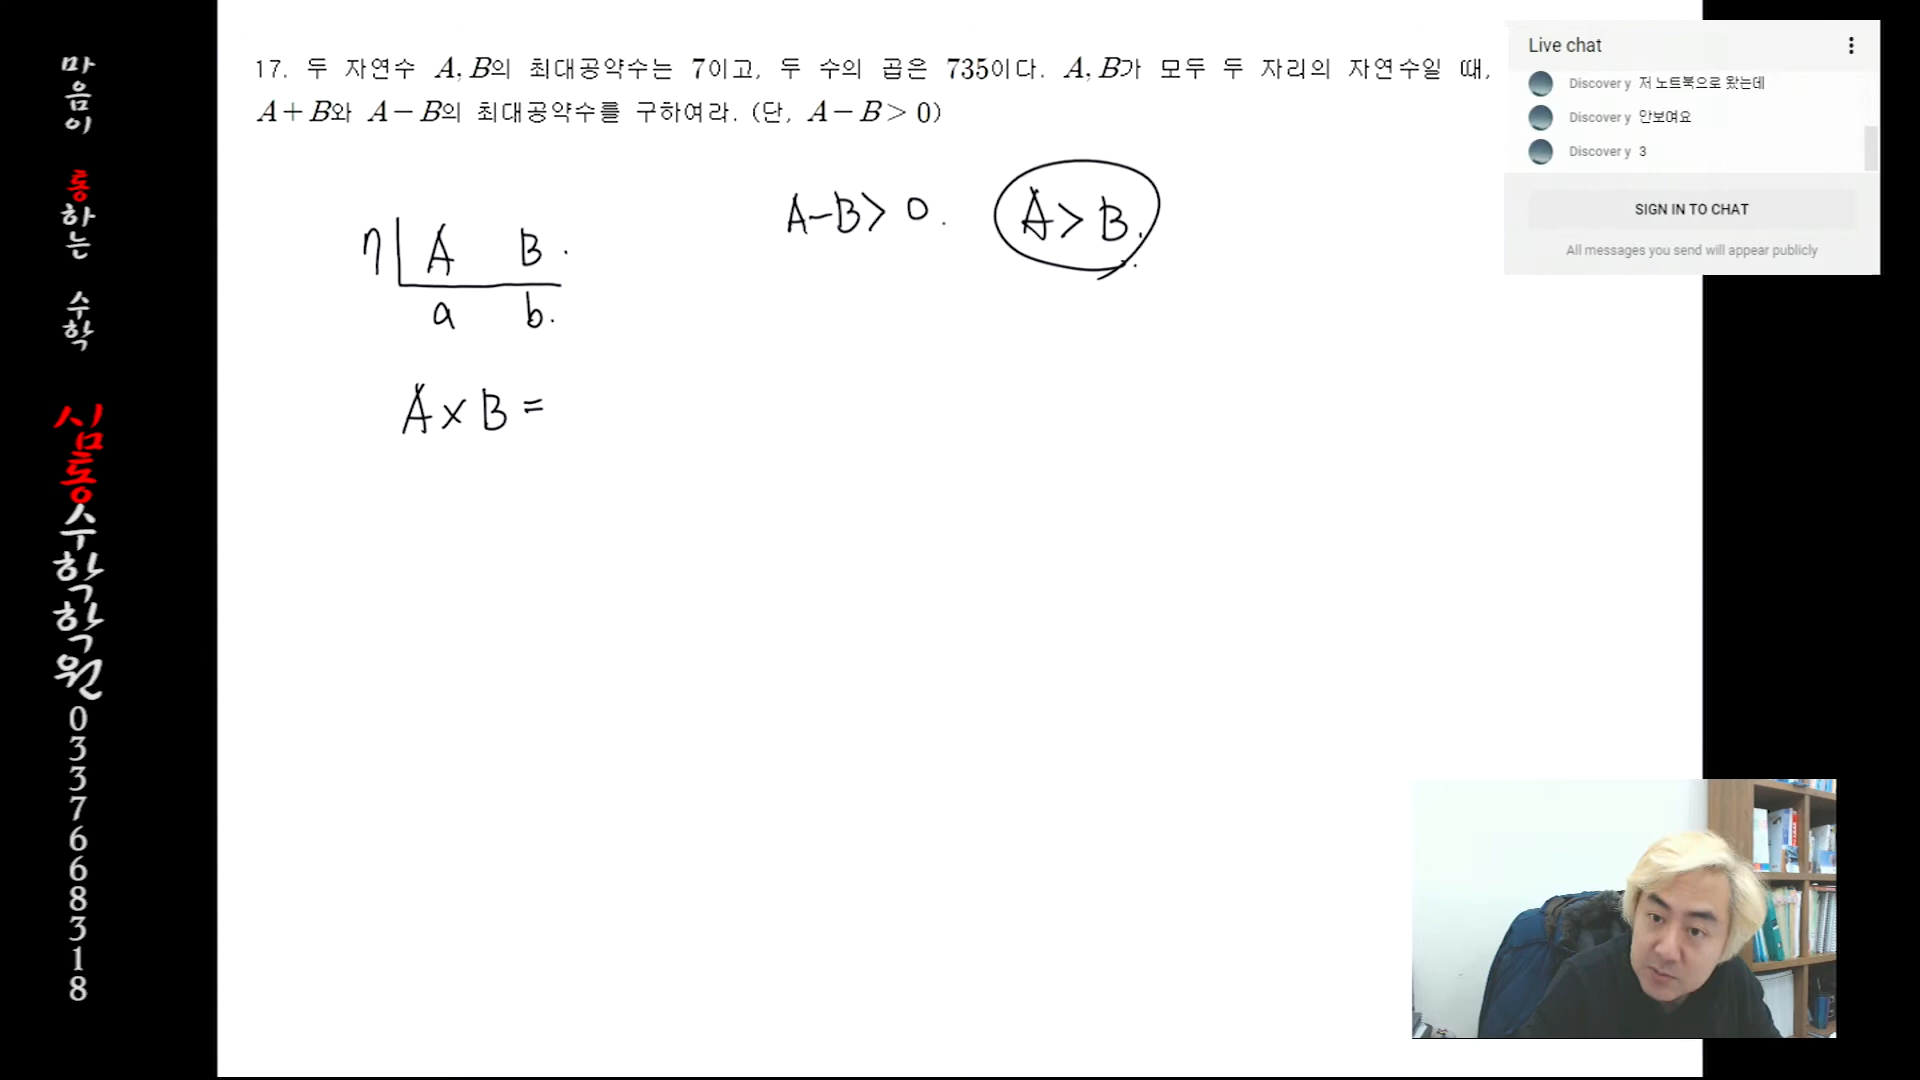 마음이 통하는 수학 심통수학학원 0337668318
17. 두 자연수 A, B의 최대공약수는 7이고, 두 수의 곱은 735이다. A, B가 모두 두 자리의 자연수일 때,
A+B와 A-B의 최대공약수를 구하여라. (단, A-B>0)
7 A B.
a b.
A-B>0. A>B.
A×B=
Live chat
Discover y 저 노트북으로 왔는데
Discover y 안보여요
Discover y 3
SIGN IN TO CHAT
All messages you send will appear publicly